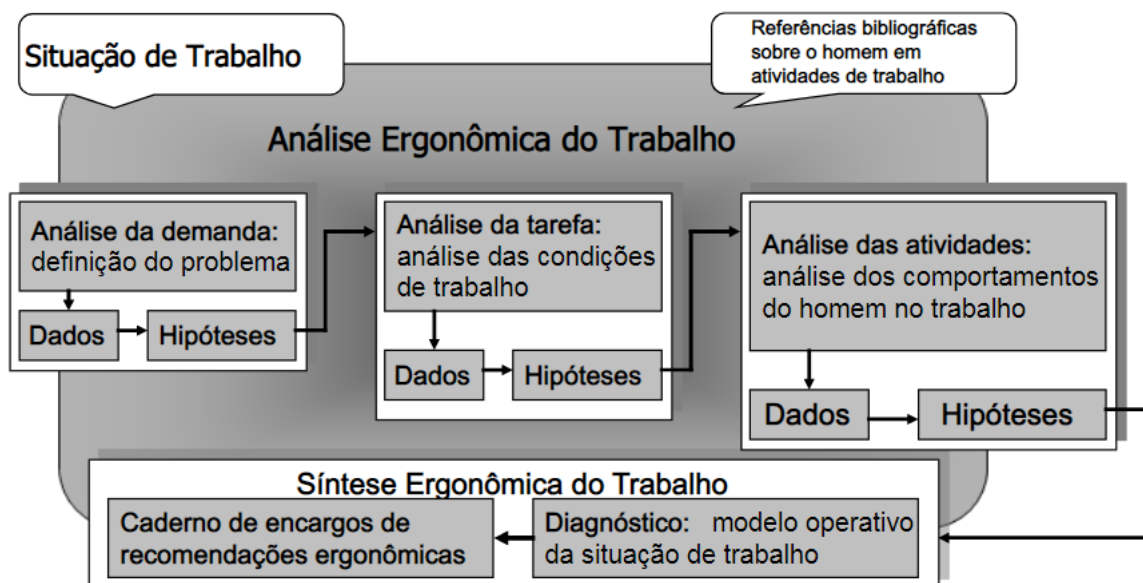 Situação de Trabalho
Referências bibliográficas
sobre o homem em
atividades de trabalho
Análise Ergonômica do Trabalho
Análise da demanda:
definição do problema
Dados
Hipóteses
Análise da tarefa:
análise das condições
de trabalho
Dados
Hipóteses
Análise das atividades:
análise dos comportamentos
do homem no trabalho
Dados
Hipóteses
Síntese Ergonômica do Trabalho
Caderno de encargos de
recomendações ergonômicas
Diagnóstico: modelo operativo
da situação de trabalho